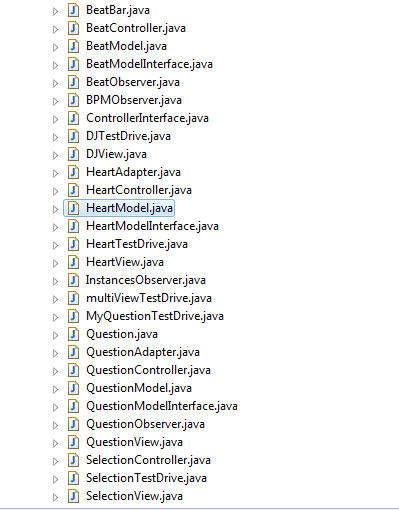 BeatBar.java
BeatController.java
BeatModel.java
BeatModelInterface.java
BeatObserver.java
BPMObserver.java
ControllerInterface.java
DJTestDrive.java
DJView.java
HeartAdapter.java
HeartController.java
HeartModel.java
HeartModelInterface.java
HeartTestDrive.java
HeartView.java
InstancesObserver.java
multiViewTestDrive.java
MyQuestionTestDrive.java
Question.java
QuestionAdapter.java
QuestionController.java
QuestionModel.java
QuestionModelInterface.java
QuestionObserver.java
QuestionView.java
SelectionController.java
SelectionTestDrive.java
SelectionView.java